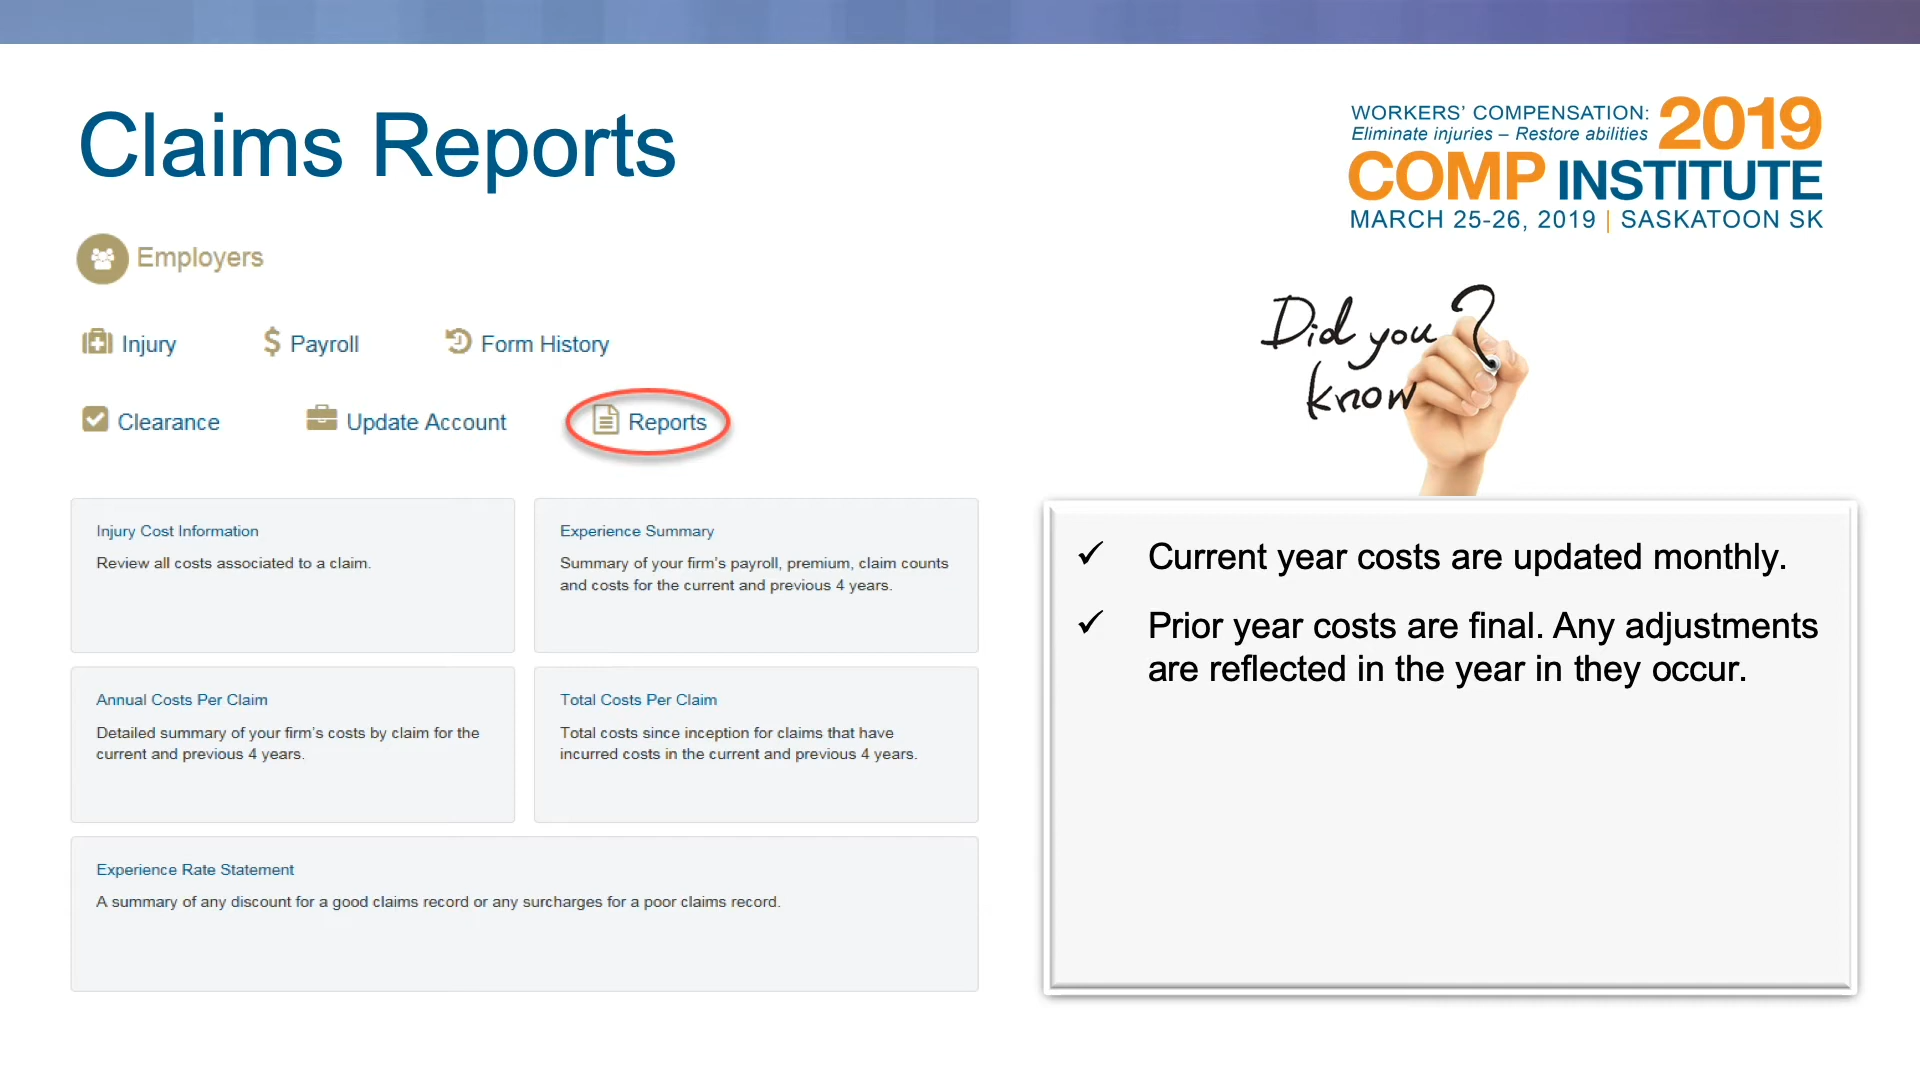 Claims Reports
WORKERS’ COMPENSATION: 2019
Eliminate injuries – Restore abilities
COMP INSTITUTE
MARCH 25-26, 2019 | SASKATOON SK
Employers
Injury
Payroll
Form History
Clearance
Update Account
Reports
Did you ?
know
Injury Cost Information
Review all costs associated to a claim.
Experience Summary
Summary of your firm’s payroll, premium, claim counts
and costs for the current and previous 4 years.
Annual Costs Per Claim
Detailed summary of your firm’s costs by claim for the
current and previous 4 years.
Total Costs Per Claim
Total costs since inception for claims that have
incurred costs in the current and previous 4 years.
Experience Rate Statement
A summary of any discount for a good claims record or any surcharges for a poor claims record.
✓ Current year costs are updated monthly.
✓ Prior year costs are final. Any adjustments
are reflected in the year in they occur.